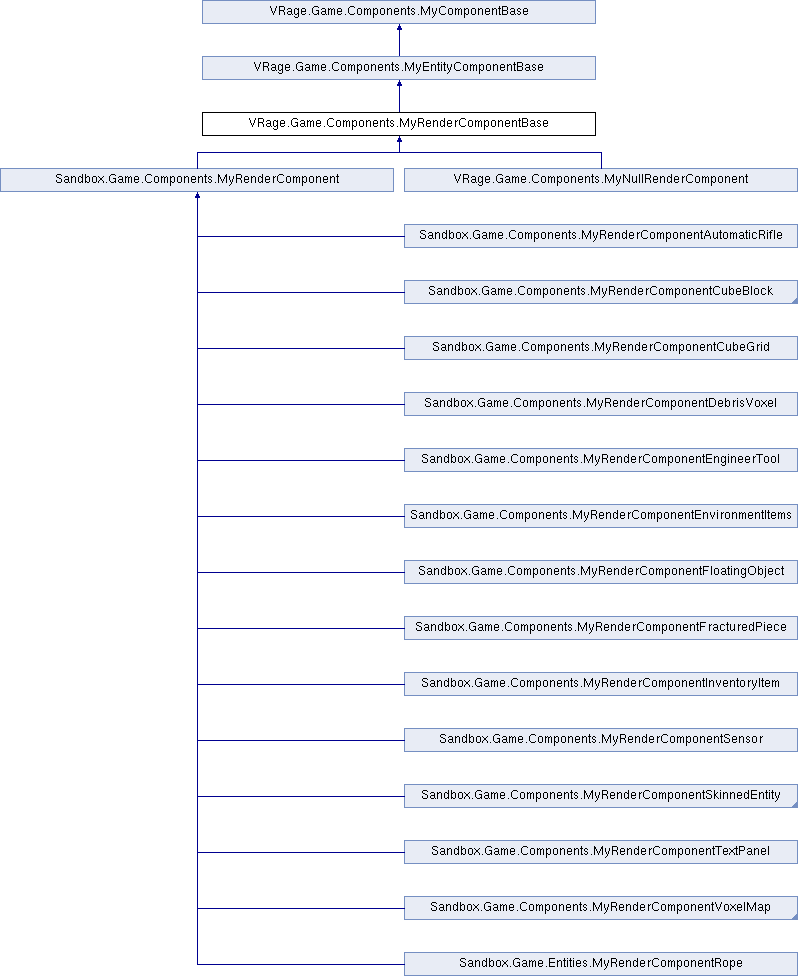 VRage.Game.Components.MyComponentBase
VRage.Game.Components.MyEntityComponentBase
VRage.Game.Components.MyRenderComponentBase
Sandbox.Game.Components.MyRenderComponent
VRage.Game.Components.MyNullRenderComponent
Sandbox.Game.Components.MyRenderComponentAutomaticRifle
Sandbox.Game.Components.MyRenderComponentCubeBlock
Sandbox.Game.Components.MyRenderComponentCubeGrid
Sandbox.Game.Components.MyRenderComponentDebrisVoxel
Sandbox.Game.Components.MyRenderComponentEngineerTool
Sandbox.Game.Components.MyRenderComponentEnvironmentItems
Sandbox.Game.Components.MyRenderComponentFloatingObject
Sandbox.Game.Components.MyRenderComponentFracturedPiece
Sandbox.Game.Components.MyRenderComponentInventoryItem
Sandbox.Game.Components.MyRenderComponentSensor
Sandbox.Game.Components.MyRenderComponentSkinnedEntity
Sandbox.Game.Components.MyRenderComponentTextPanel
Sandbox.Game.Components.MyRenderComponentVoxelMap
Sandbox.Game.Entities.MyRenderComponentRope